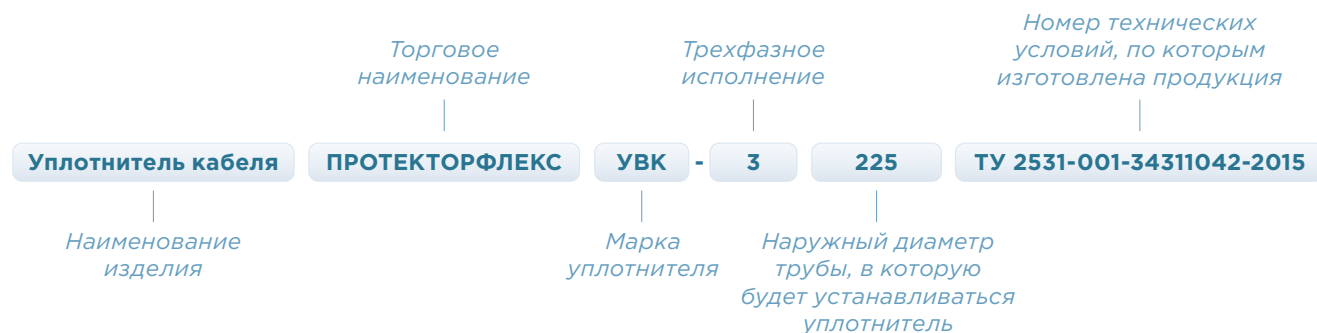 Торговое
наименование
Трехфазное
исполнение
Номер технических
условий, по которым
изготовлена продукция
Уплотнитель кабеля ПРОТЕКТОРФЛЕКС УВК - 3 225 ТУ 2531-001-34311042-2015
Наименование
изделия
Марка
уплотнителя
Наружный диаметр
трубы, в которую
будет устанавливаться
уплотнитель